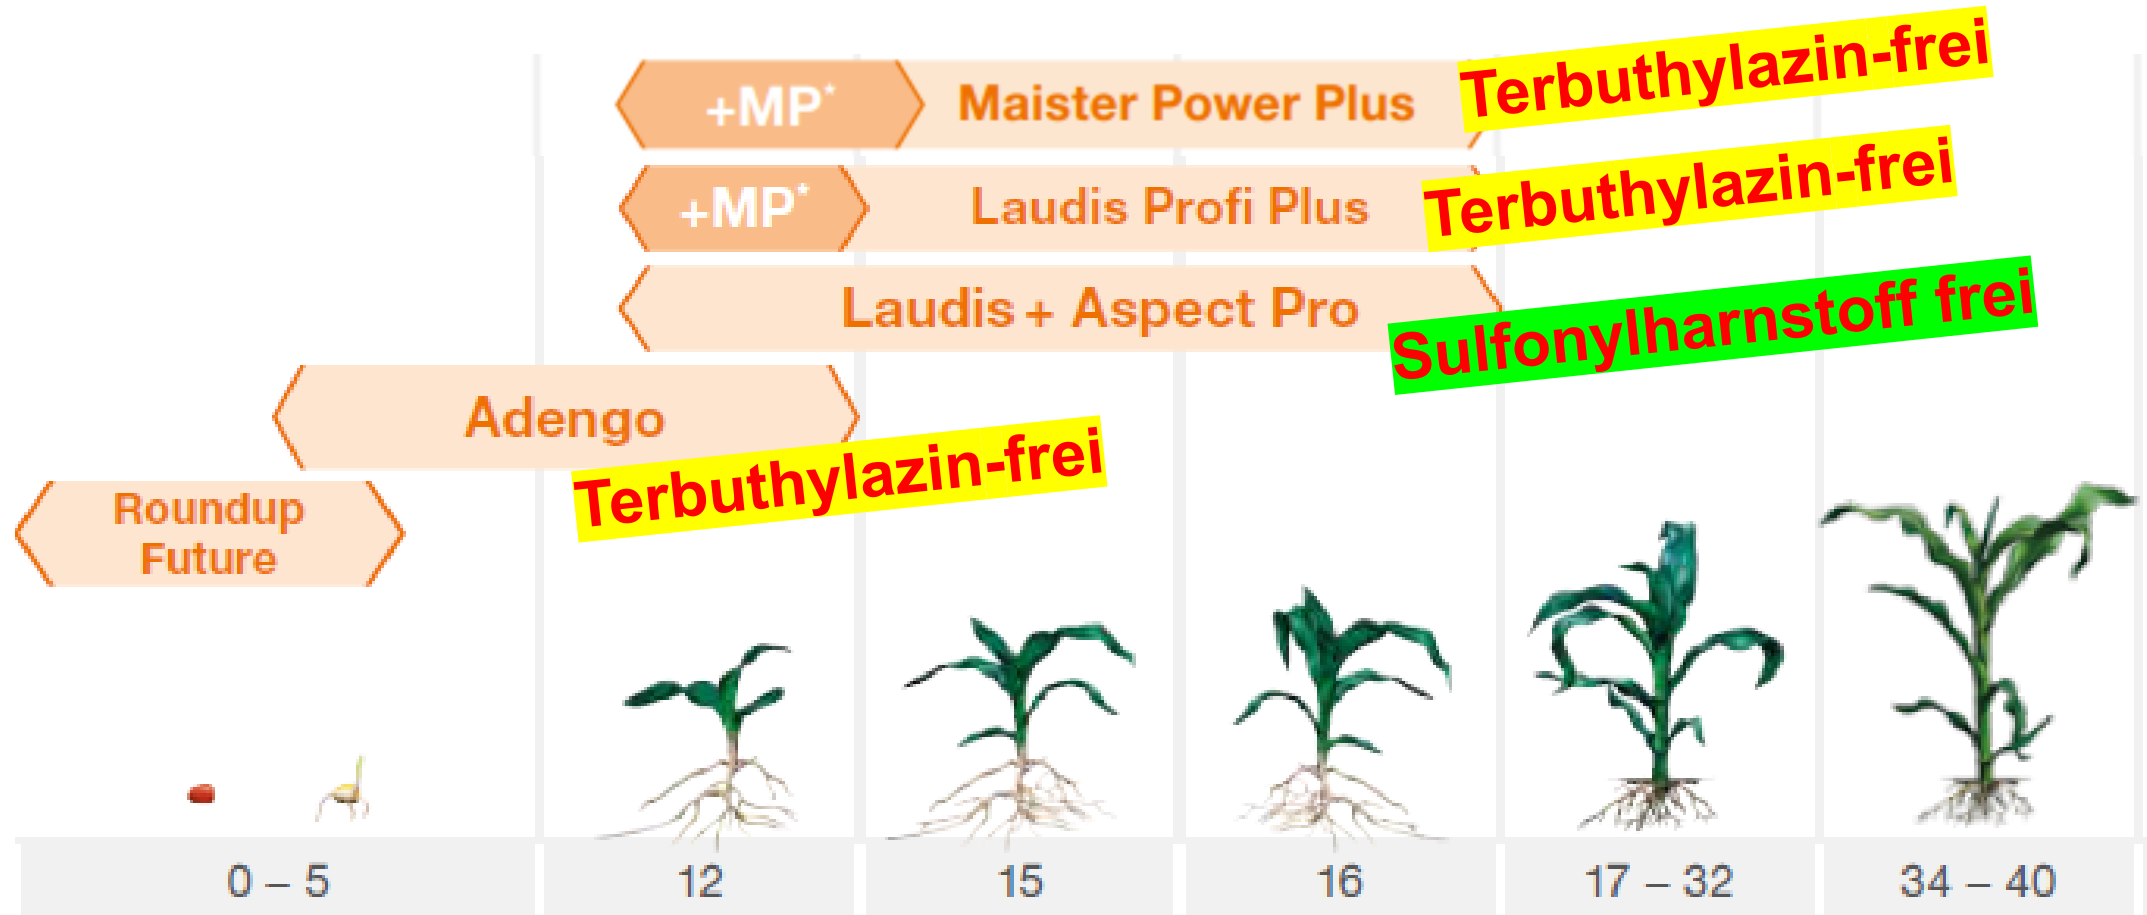 +MP* Maister Power Plus Terbuthylazin-frei
+MP* Laudis Profi Plus Terbuthylazin-frei
Laudis + Aspect Pro Sulfonylharnstoff frei
Adengo
Terbuthylazin-frei
Roundup
Future
0 – 5 12 15 16 17 – 32 34 – 40